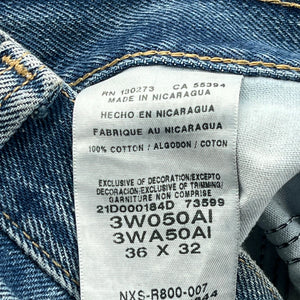 RN 130273 CA 55394
MADE IN NICARAGUA
HECHO EN NICARAGUA
FABRIQUE AU NICARAGUA
100% COTTON / ALGODON / COTON
EXCLUSIVE OF DECORATION/EXCEPTO
DECORACION/EXCLUSIVE OF TRIMMING/
GARNITURE NON COMPRISE
21D000184D 73599
3W050AI
3WA50AI
36 X 32
NXS-R800-007